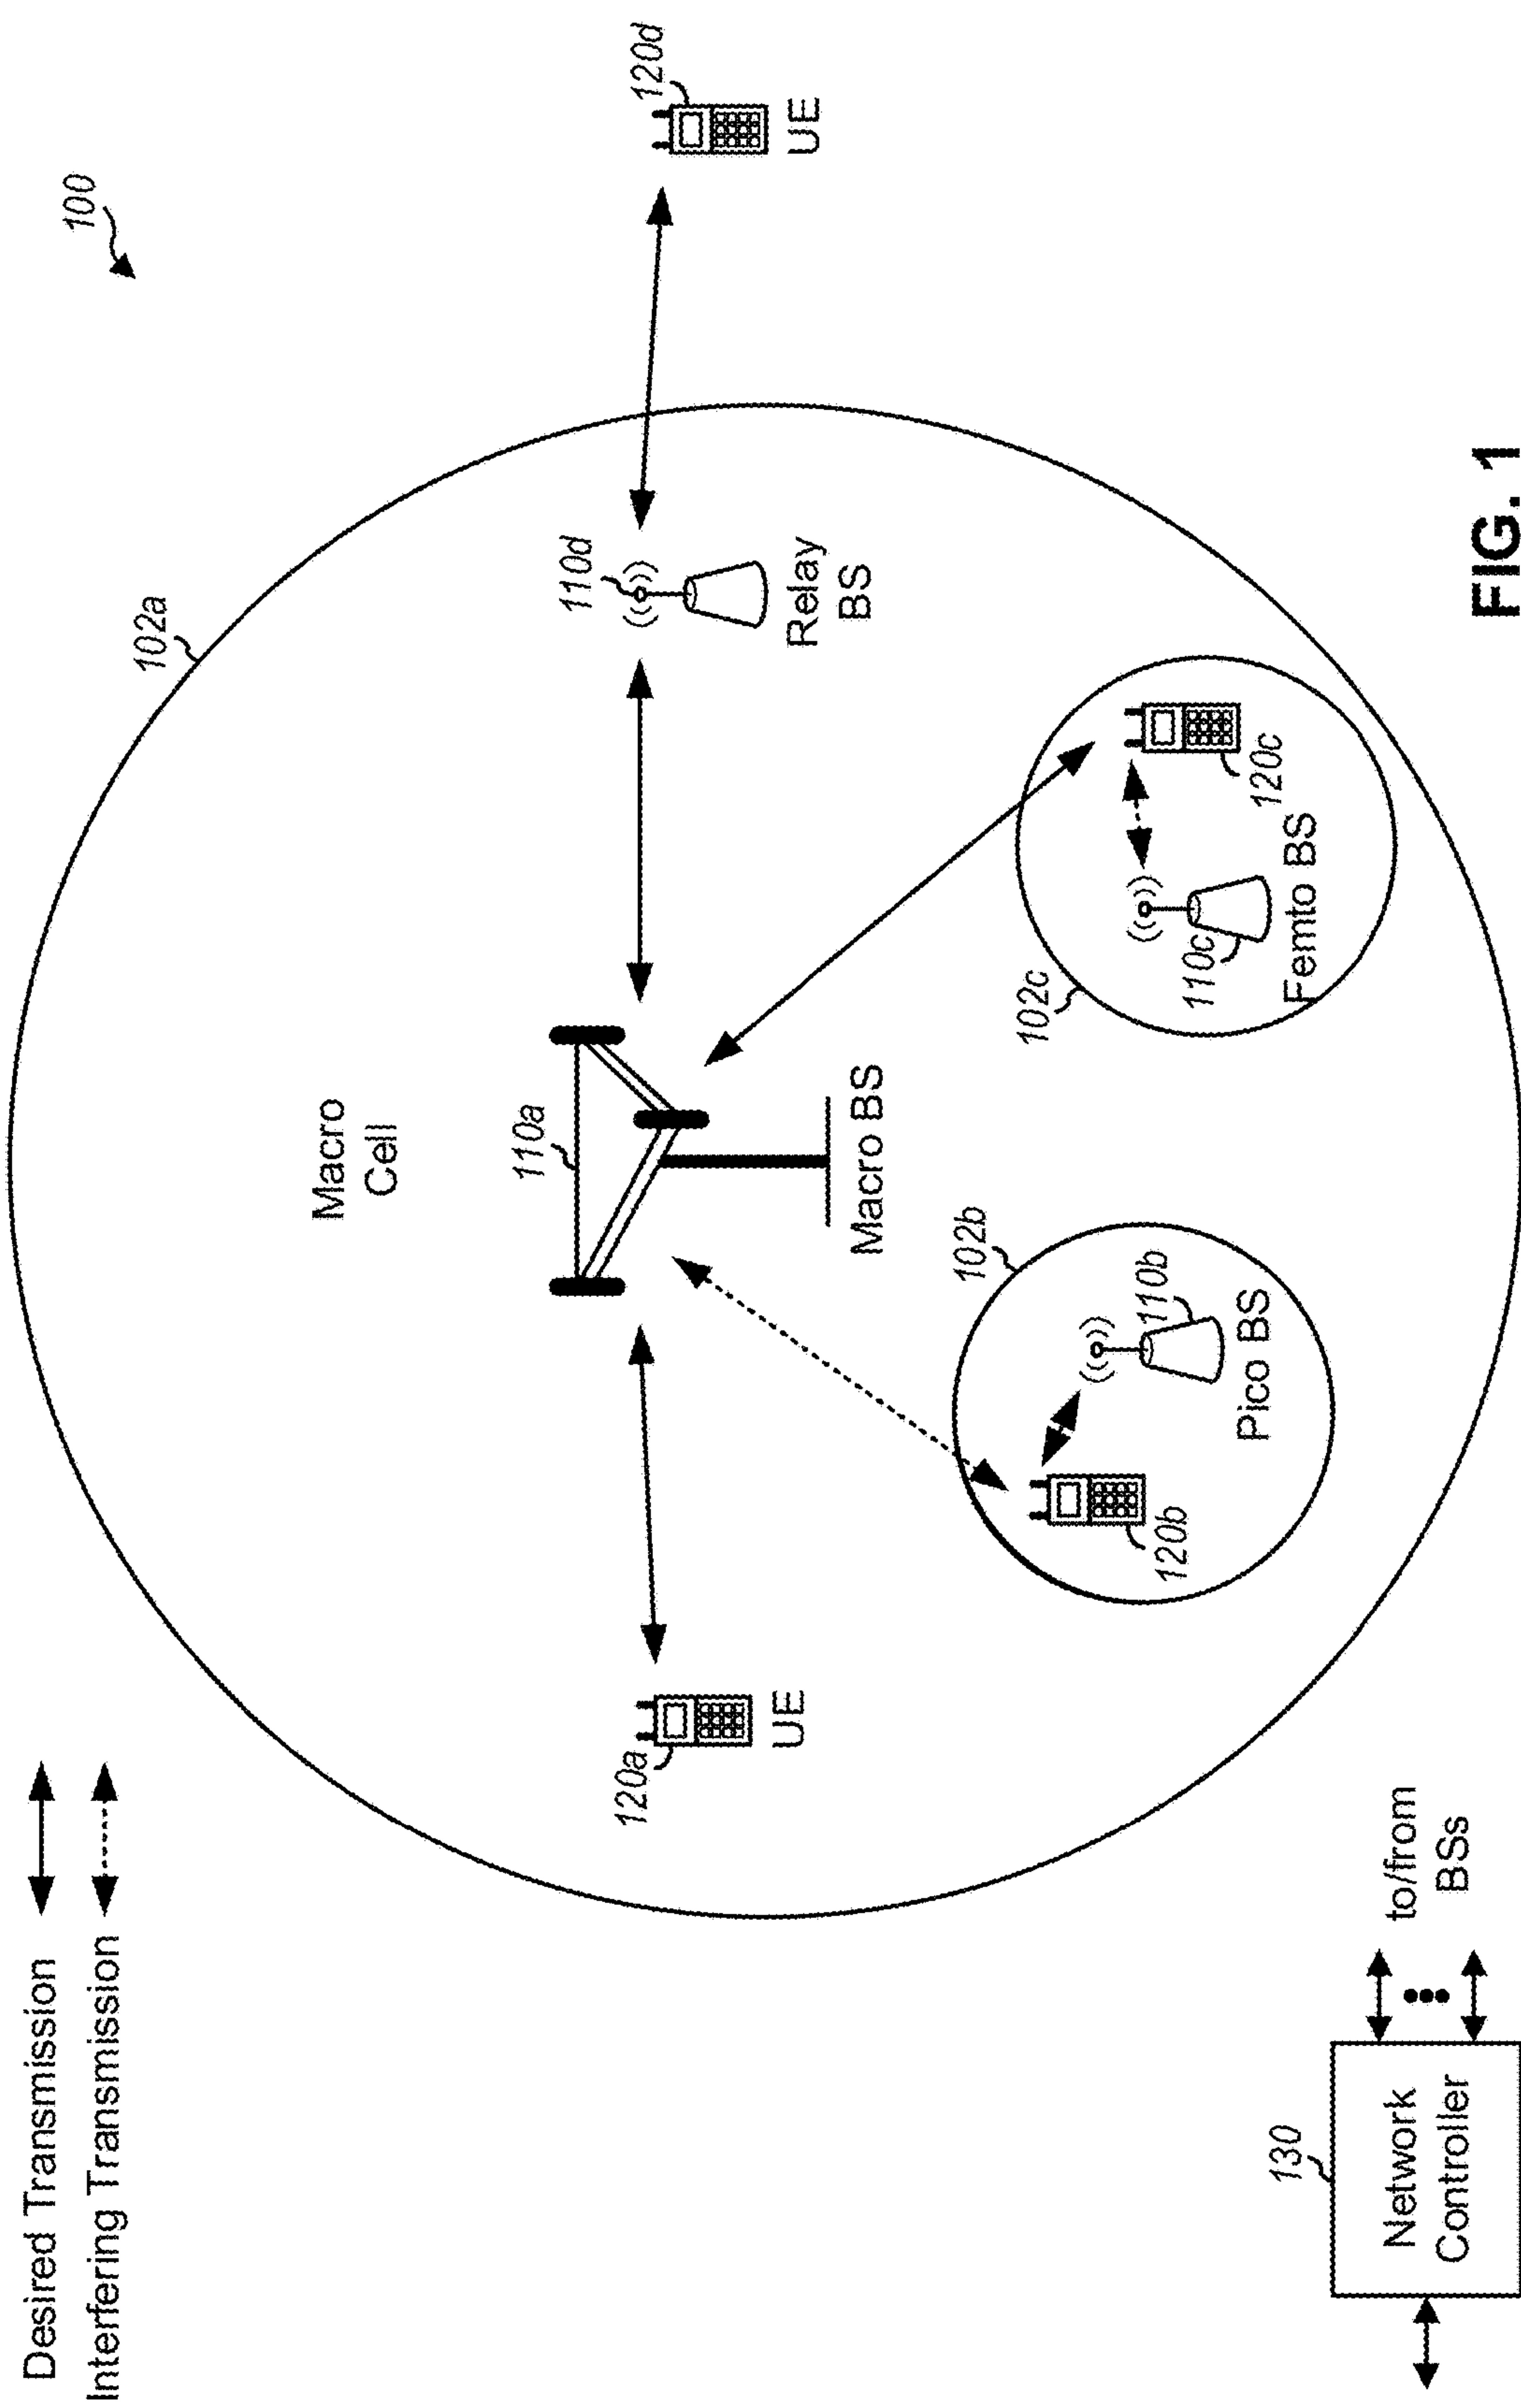 Desired Transmission
Interfering Transmission
100
102a
Macro
Cell
110a
110d
120d
120a
UE
Macro BS
Relay
BS
UE
102b
102c
110b
120b
Pico BS
110c
120c
Femto BS
130
Network
Controller
to/from
BSs
FIG. 1